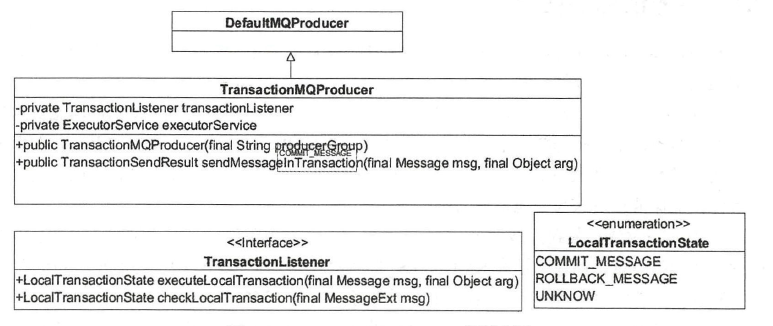 DefaultMQProducer
TransactionMQProducer
-private TransactionListener transactionListener
-private ExecutorService executorService
+public TransactionMQProducer(final String producerGroup)
COMMIT_MESSAGE
+public TransactionSendResult sendMessageInTransaction(final Message msg, final Object arg)
<<Interface>>
TransactionListener
+LocalTransactionState executeLocalTransaction(final Message msg, final Object arg)
+LocalTransactionState checkLocalTransaction(final MessageExt msg)
<<enumeration>>
LocalTransactionState
COMMIT_MESSAGE
ROLLBACK_MESSAGE
UNKNOW